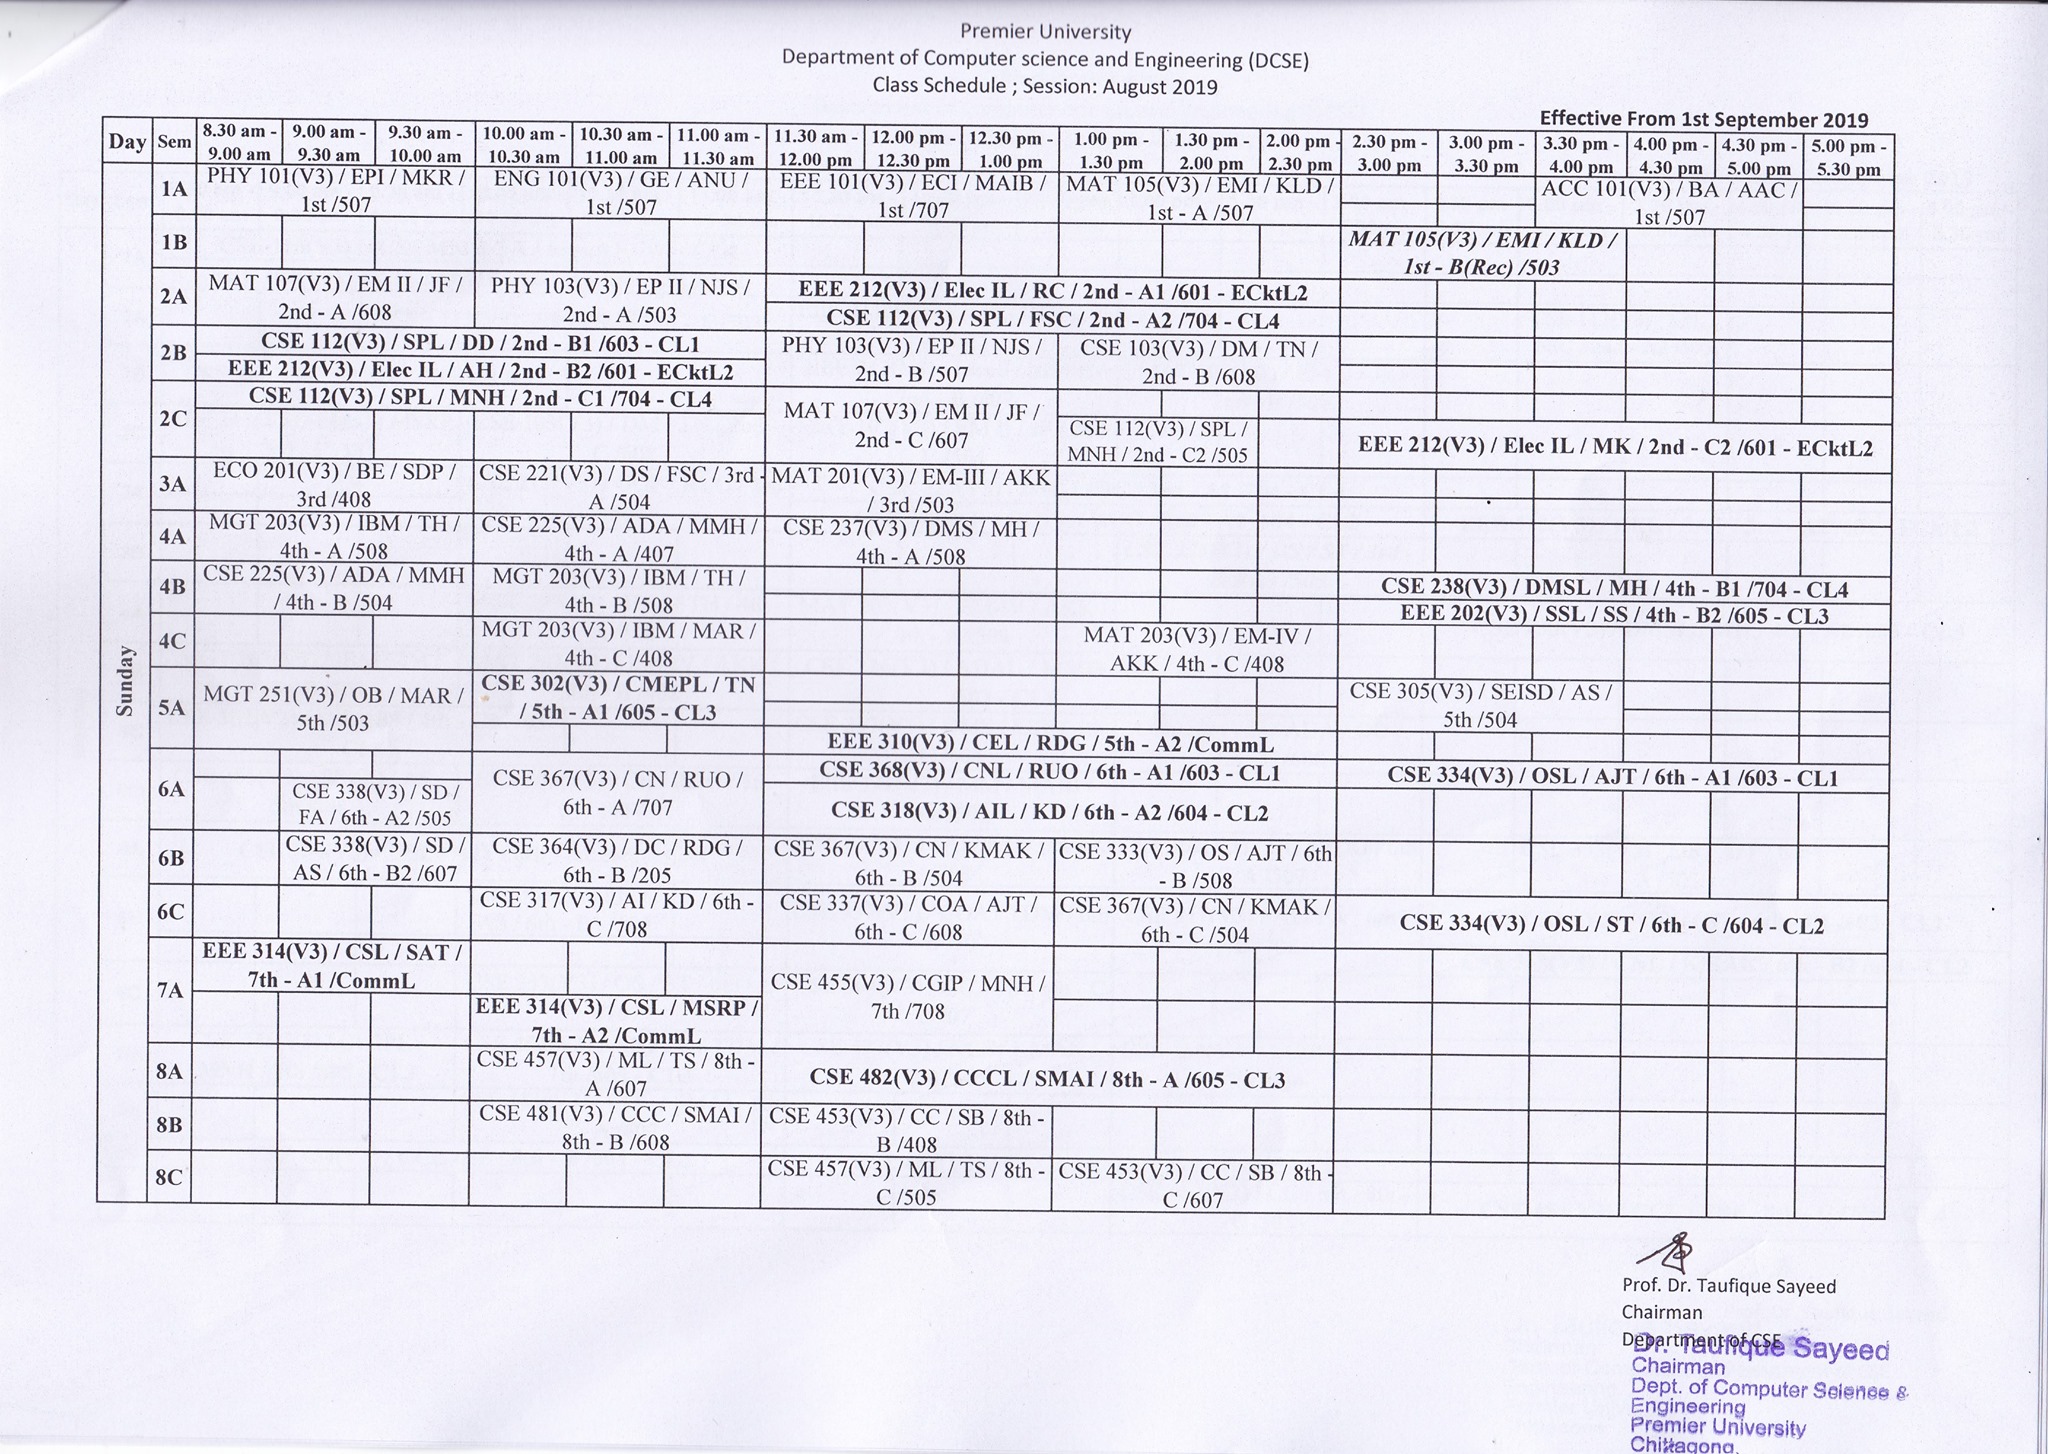 Premier University
Department of Computer science and Engineering (DCSE)
Class Schedule ; Session: August 2019
Effective From 1st September 2019
Day Sem 8.30 am - 9.00 am - 9.30 am - 10.00 am - 10.30 am - 11.00 am - 11.30 am - 12.00 pm - 12.30 pm - 1.00 pm - 1.30 pm - 2.00 pm - 2.30 pm - 3.00 pm - 3.30 pm - 4.00 pm - 4.30 pm - 5.00 pm -
9.00 am 9.30 am 10.00 am 10.30 am 11.00 am 11.30 am 12.00 pm 12.30 pm 1.00 pm 1.30 pm 2.00 pm 2.30 pm 3.00 pm 3.30 pm 4.00 pm 4.30 pm 5.00 pm 5.30 pm
Sunday
1A
PHY 101(V3) / EPI / MKR /
1st /507
ENG 101(V3) / GE / ANU /
1st /507
EEE 101(V3) / ECI / MAIB /
1st /707
MAT 105(V3) / EMI / KLD /
1st - A /507
ACC 101(V3) / BA / AAC /
1st /507
1B
MAT 105(V3) / EMI / KLD /
1st - B(Rec) /503
2A
MAT 107(V3) / EM II / JF /
2nd - A /608
PHY 103(V3) / EP II / NJS /
2nd - A /503
EEE 212(V3) / Elec IL / RC / 2nd - A1 /601 - ECktL2
CSE 112(V3) / SPL / FSC / 2nd - A2 /704 - CL4
2B
CSE 112(V3) / SPL / DD / 2nd - B1 /603 - CL1
EEE 212(V3) / Elec IL / AH / 2nd - B2 /601 - ECktL2
PHY 103(V3) / EP II / NJS /
2nd - B /507
CSE 103(V3) / DM / TN /
2nd - B /608
2C
CSE 112(V3) / SPL / MNH / 2nd - C1 /704 - CL4
MAT 107(V3) / EM II / JF /
2nd - C /607
CSE 112(V3) / SPL /
MNH / 2nd - C2 /505
EEE 212(V3) / Elec IL / MK / 2nd - C2 /601 - ECktL2
3A
ECO 201(V3) / BE / SDP /
3rd /408
CSE 221(V3) / DS / FSC / 3rd -
A /504
MAT 201(V3) / EM-III / AKK
/ 3rd /503
4A
MGT 203(V3) / IBM / TH /
4th - A /508
CSE 225(V3) / ADA / MMH /
4th - A /407
CSE 237(V3) / DMS / MH /
4th - A /508
4B
CSE 225(V3) / ADA / MMH
/ 4th - B /504
MGT 203(V3) / IBM / TH /
4th - B /508
CSE 238(V3) / DMSL / MH / 4th - B1 /704 - CL4
EEE 202(V3) / SSL / SS / 4th - B2 /605 - CL3
4C
MGT 203(V3) / IBM / MAR /
4th - C /408
MAT 203(V3) / EM-IV /
AKK / 4th - C /408
5A
MGT 251(V3) / OB / MAR /
5th /503
CSE 302(V3) / CMEPL / TN
/ 5th - A1 /605 - CL3
CSE 305(V3) / SEISD / AS /
5th /504
EEE 310(V3) / CEL / RDG / 5th - A2 /CommL
6A
CSE 338(V3) / SD /
FA / 6th - A2 /505
CSE 367(V3) / CN / RUO /
6th - A /707
CSE 368(V3) / CNL / RUO / 6th - A1 /603 - CL1
CSE 318(V3) / AIL / KD / 6th - A2 /604 - CL2
CSE 334(V3) / OSL / AJT / 6th - A1 /603 - CL1
6B
CSE 338(V3) / SD /
AS / 6th - B2 /607
CSE 364(V3) / DC / RDG /
6th - B /205
CSE 367(V3) / CN / KMAK /
6th - B /504
CSE 333(V3) / OS / AJT / 6th
- B /508
6C
CSE 317(V3) / AI / KD / 6th -
C /708
CSE 337(V3) / COA / AJT /
6th - C /608
CSE 367(V3) / CN / KMAK /
6th - C /504
CSE 334(V3) / OSL / ST / 6th - C /604 - CL2
7A
EEE 314(V3) / CSL / SAT /
7th - A1 /CommL
EEE 314(V3) / CSL / MSRP /
7th - A2 /CommL
CSE 455(V3) / CGIP / MNH /
7th /708
8A
CSE 457(V3) / ML / TS / 8th -
A /607
CSE 482(V3) / CCCL / SMAI / 8th - A /605 - CL3
8B
CSE 481(V3) / CCC / SMAI /
8th - B /608
CSE 453(V3) / CC / SB / 8th -
B /408
8C
CSE 457(V3) / ML / TS / 8th -
C /505
CSE 453(V3) / CC / SB / 8th -
C /607
Prof. Dr. Taufique Sayeed
Chairman
Department of CSE
Dr. Taufique Sayeed
Chairman
Dept. of Computer Science &
Engineering
Premier University
Chittagong.